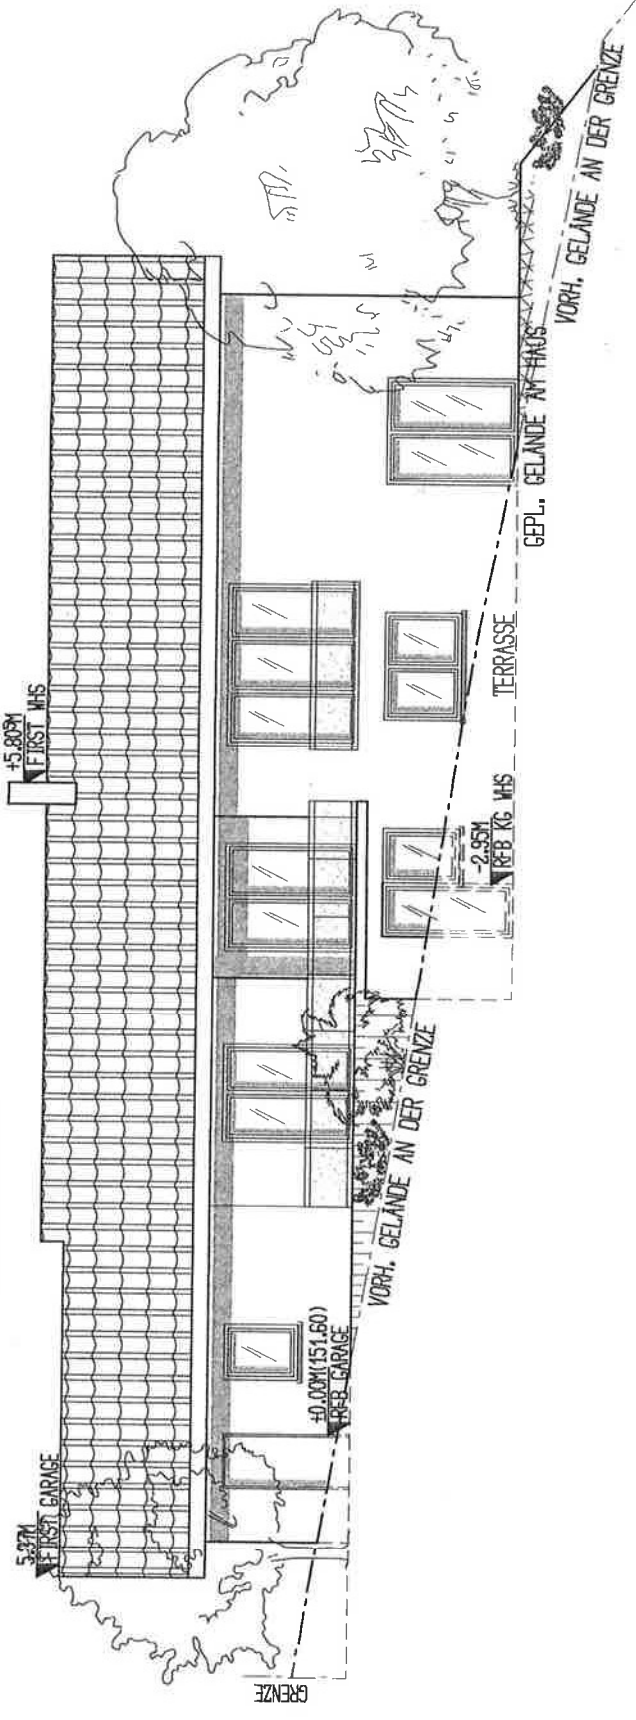 5.37M
FIRST GARAGE
+5.805M
FIRST WHS
GRENZE
±0.00M(151.60)
RFB GARAGE
VORH. GELÄNDE AN DER GRENZE
-2.95M
RFB KG WHS
TERRASSE
GEPL. GELÄNDE AM HAUS
VORH. GELÄNDE AN DER GRENZE